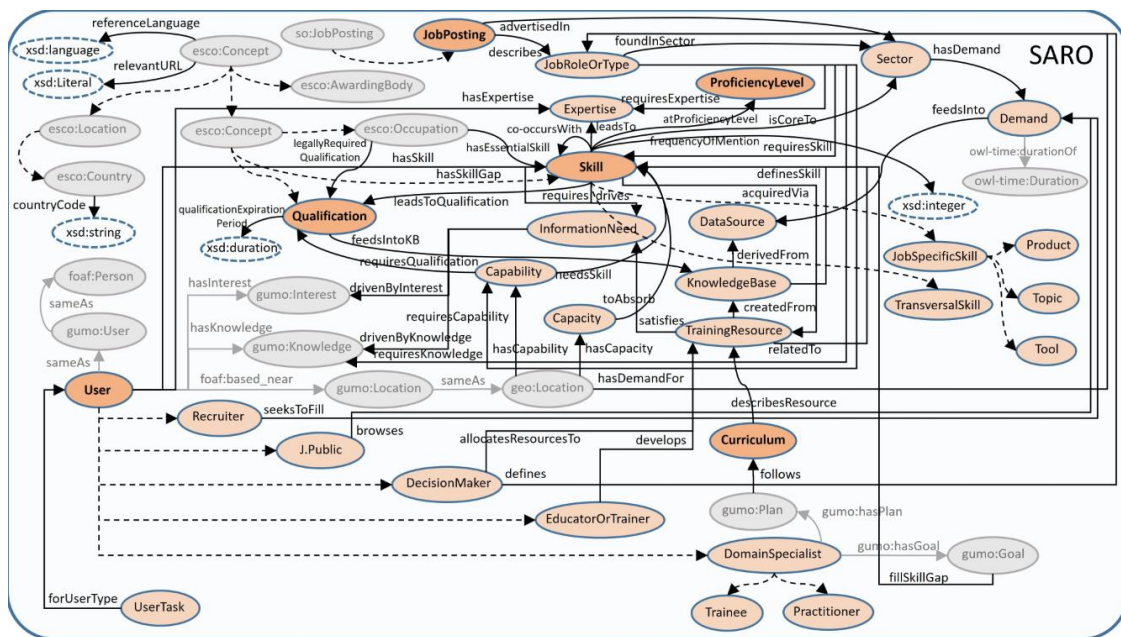 referenceLanguage
advertisedIn
so:JobPosting
JobPosting
xsd:language
esco:Concept
describes
foundInSector
hasDemand
SARO
relevantURL
JobRoleOrType
Sector
xsd:Literal
esco:AwardingBody
ProficiencyLevel
hasExpertise
Expertise
requiresExpertise
feedsInto
Demand
esco:Location
esco:Concept
esco:Occupation
co-occursWith
leadsTo
atProficiencyLevel
isCoreTo
legallyRequired
Qualification
hasEssentialSkill
frequencyOfMention
requiresSkill
owl-time:durationOf
hasSkill
Skill
definesSkill
esco:Country
hasSkillGap
acquiredVia
owl-time:Duration
countryCode
leadsToQualification
requires
drives
xsd:integer
qualificationExpiration
Period
Qualification
DataSource
xsd:string
InformationNeed
xsd:duration
feedsIntoKB
derivedFrom
JobSpecificSkill
Product
foaf:Person
requiresQualification
Capability
needsSkill
KnowledgeBase
hasInterest
gumo:Interest
drivenByInterest
toAbsorb
TransversalSkill
Topic
sameAs
createdFrom
requiresCapability
Capacity
satisfies
TrainingResource
gumo:User
hasKnowledge
drivenByKnowledge
gumo:Knowledge
requiresKnowledge
hasCapability
hasCapacity
relatedTo
Tool
sameAs
User
foaf:based_near
gumo:Location
sameAs
geo:Location
hasDemandFor
describesResource
Recruiter
seeksToFill
browses
J.Public
allocatesResourcesTo
develops
Curriculum
DecisionMaker
defines
follows
EducatorOrTrainer
gumo:Plan
gumo:hasPlan
DomainSpecialist
gumo:hasGoal
gumo:Goal
fillSkillGap
forUserType
UserTask
Trainee
Practitioner